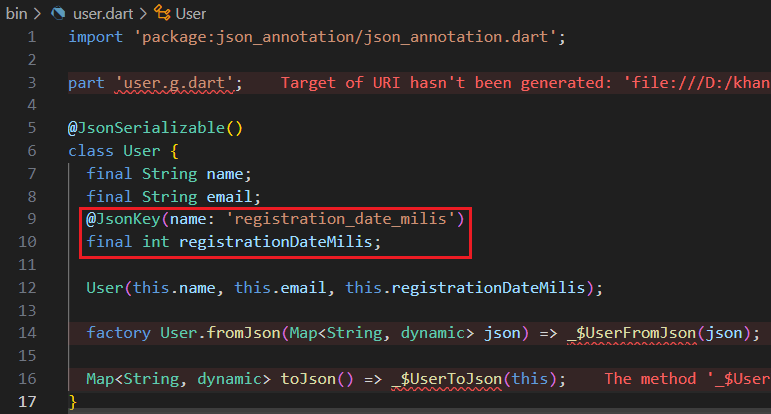 bin > user.dart > User
1 import 'package:json_annotation/json_annotation.dart';
2
3 part 'user.g.dart'; Target of URI hasn't been generated: 'file:///D:/khan
4
5 @JsonSerializable()
6 class User {
7 final String name;
8 final String email;
9 @JsonKey(name: 'registration_date_milis')
10 final int registrationDateMilis;
11
12 User(this.name, this.email, this.registrationDateMilis);
13
14 factory User.fromJson(Map<String, dynamic> json) => _$UserFromJson(json);
15
16 Map<String, dynamic> toJson() => _$UserToJson(this); The method '_$User
17 }